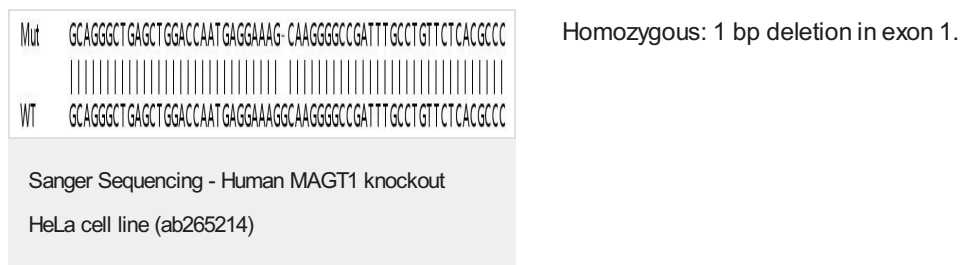 Mut GCAGGGCTGAGCTGGACCAATGAGGAAAG-CAAGGGGCCGATTTGCCTGTTCTCACGCCC
WT GCAGGGCTGAGCTGGACCAATGAGGAAAGGCAAGGGGCCGATTTGCCTGTTCTCACGCCC
Sanger Sequencing - Human MAGT1 knockout
HeLa cell line (ab265214)
Homozygous: 1 bp deletion in exon 1.